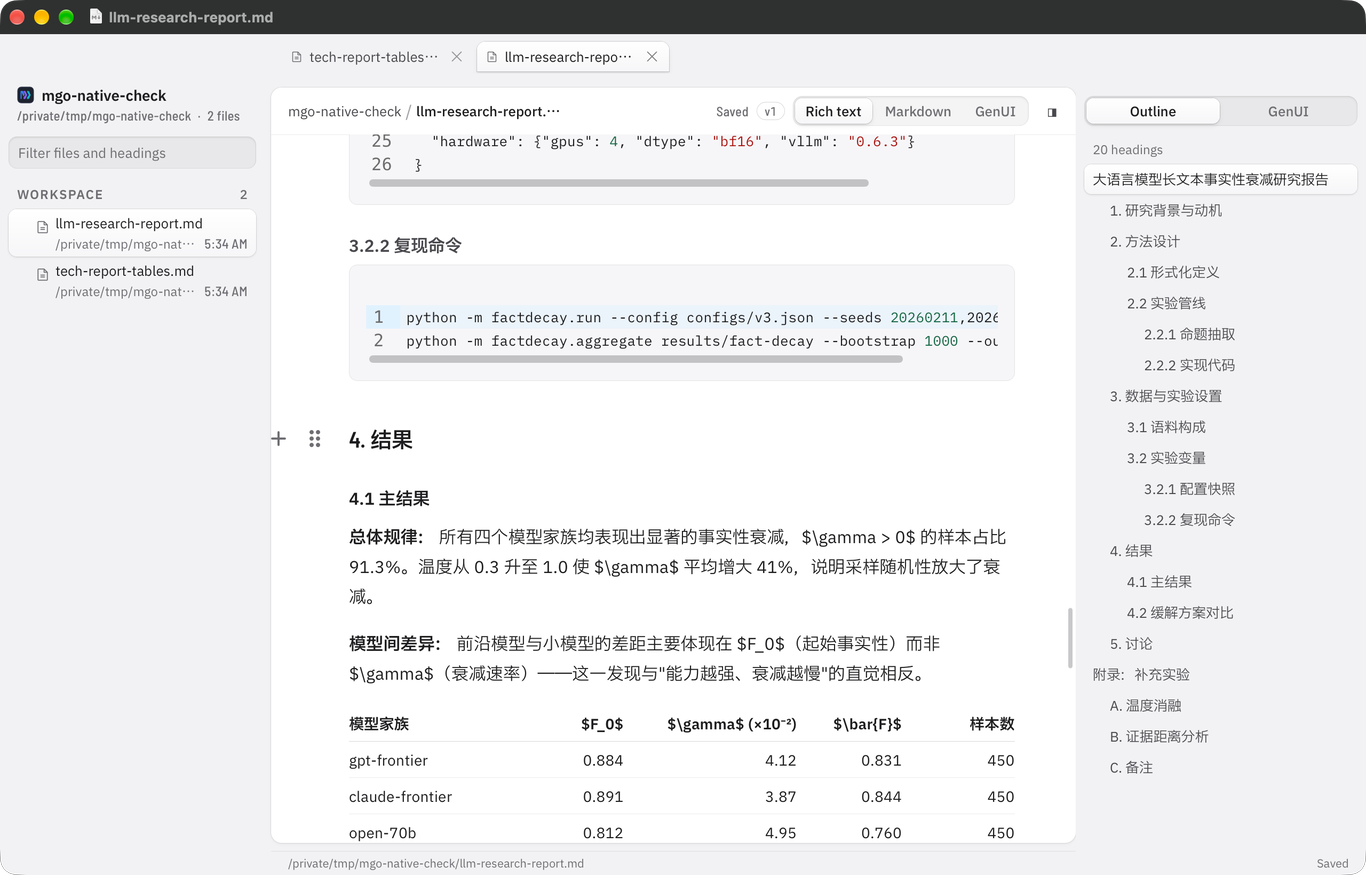 llm-research-report.md
tech-report-tables···
llm-research-repo···
mgo-native-check
/private/tmp/mgo-native-check · 2 files
Filter files and headings
WORKSPACE 2
llm-research-report.md
/private/tmp/mgo-nat··· 5:34 AM
tech-report-tables.md
/private/tmp/mgo-nat··· 5:34 AM
mgo-native-check / llm-research-report.···
Saved v1 Rich text Markdown GenUI
25 "hardware": {"gpus": 4, "dtype": "bf16", "vllm": "0.6.3"}
26 }
3.2.2 复现命令
1 python -m factdecay.run --config configs/v3.json --seeds 20260211,2026
2 python -m factdecay.aggregate results/fact-decay --bootstrap 1000 --ou
4. 结果
4.1 主结果
总体规律： 所有四个模型家族均表现出显著的事实性衰减，$\gamma > 0$ 的样本占比
91.3%。温度从 0.3 升至 1.0 使 $\gamma$ 平均增大 41%，说明采样随机性放大了衰
减。
模型间差异： 前沿模型与小模型的差距主要体现在 $F_0$（起始事实性）而非
$\gamma$（衰减速率）——这一发现与"能力越强、衰减越慢"的直觉相反。
模型家族 $F_0$ $\gamma$ (×10⁻²) $\bar{F}$ 样本数
gpt-frontier 0.884 4.12 0.831 450
claude-frontier 0.891 3.87 0.844 450
open-70b 0.812 4.95 0.760 450
Outline GenUI
20 headings
大语言模型长文本事实性衰减研究报告
1. 研究背景与动机
2. 方法设计
2.1 形式化定义
2.2 实验管线
2.2.1 命题抽取
2.2.2 实现代码
3. 数据与实验设置
3.1 语料构成
3.2 实验变量
3.2.1 配置快照
3.2.2 复现命令
4. 结果
4.1 主结果
4.2 缓解方案对比
5. 讨论
附录： 补充实验
A. 温度消融
B. 证据距离分析
C. 备注
/private/tmp/mgo-native-check/llm-research-report.md
Saved